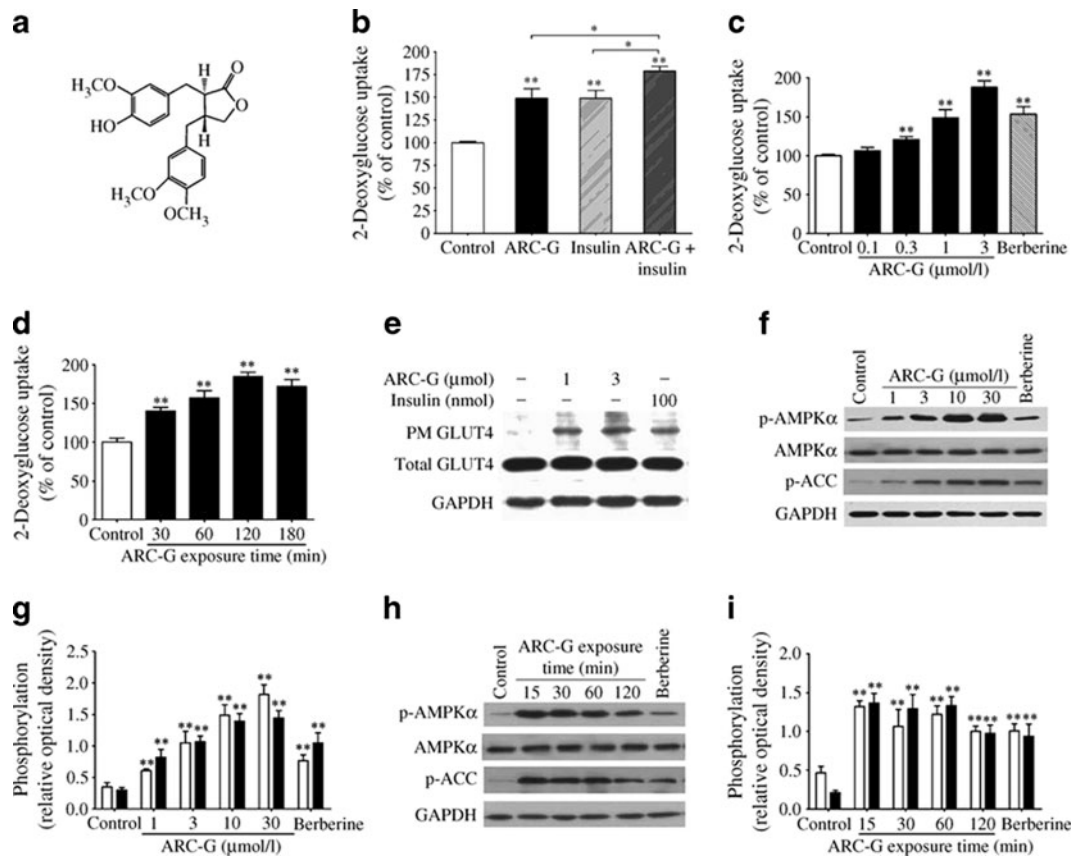 a
H
O
CH₃O
O
HO
H
CH₃O
OCH₃
b
2-Deoxyglucose uptake
(% of control)
200
175
150
125
100
75
50
25
0
*
*
**
**
**
Control
ARC-G
Insulin
ARC-G +
insulin
c
2-Deoxyglucose uptake
(% of control)
200
150
100
50
0
**
**
**
**
Control
0.1
0.3
1
3
Berberine
ARC-G (μmol/l)
d
2-Deoxyglucose uptake
(% of control)
200
150
100
50
0
**
**
**
**
Control
30
60
120
180
ARC-G exposure time (min)
e
ARC-G (μmol) – 1 3 –
Insulin (nmol) – – – 100
PM GLUT4
Total GLUT4
GAPDH
f
Control
ARC-G (μmol/l)
Berberine
1 3 10 30
p-AMPKα
AMPKα
p-ACC
GAPDH
g
Phosphorylation
(relative optical density)
2.5
2.0
1.5
1.0
0.5
0.0
**
**
**
**
**
**
**
**
**
**
Control
1
3
10
30
Berberine
ARC-G (μmol/l)
h
Control
ARC-G exposure
time (min)
Berberine
15 30 60 120
p-AMPKα
AMPKα
p-ACC
GAPDH
i
Phosphorylation
(relative optical density)
2.0
1.5
1.0
0.5
0.0
**
**
**
**
**
**
**
**
**
**
Control
15
30
60
120
Berberine
ARC-G exposure time (min)